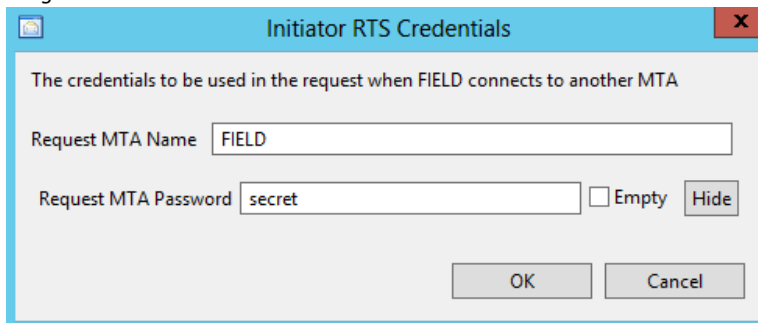 Initiator RTS Credentials
x
The credentials to be used in the request when FIELD connects to another MTA
Request MTA Name FIELD
Request MTA Password secret Empty Hide
OK Cancel